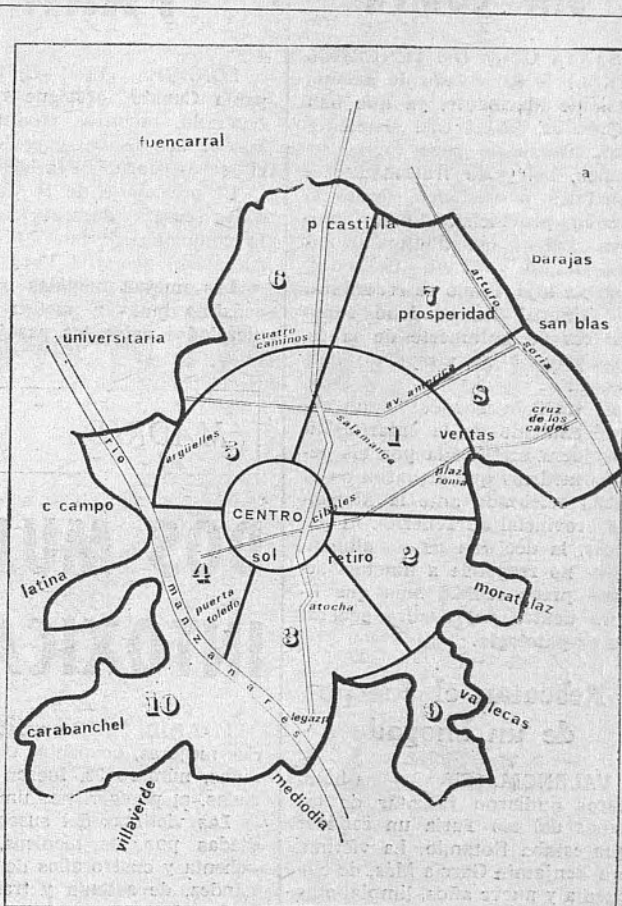 fuencarral
a
p castilla
barajas
6
7
arturo
prosperidad
san blas
cuatro
caminos
universitaria
soria
av. america
8
cruz
de los
caidos
salamanca
1
ventas
argüelles
5
plaza
roma
río
CENTRO
cibeles
c campo
sol
retiro
2
4
latina
puerta
toledo
atocha
moratalaz
manzanares
3
10
legazpi
9
vallecas
carabanchel
villaverde
mediodia